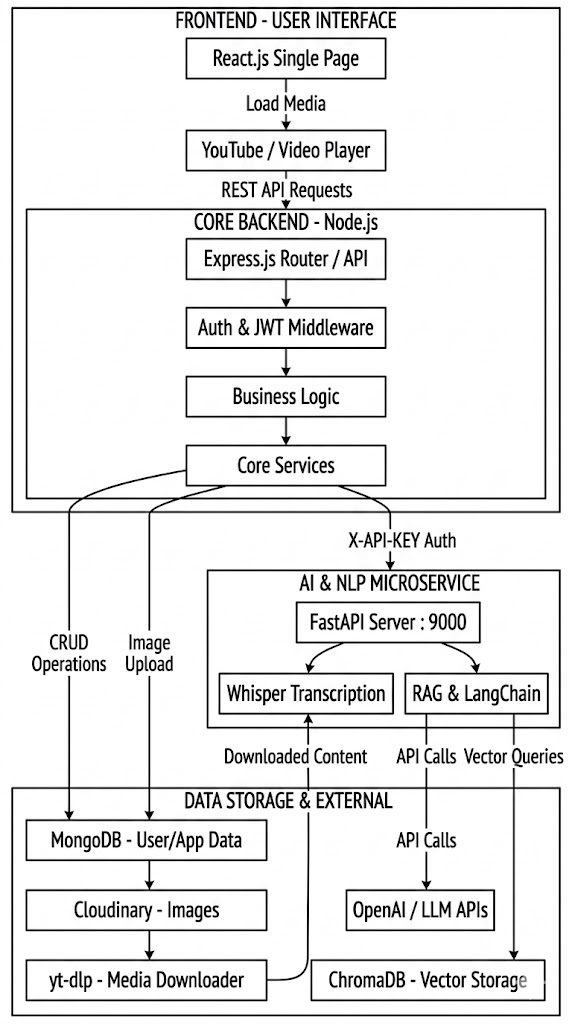 FRONTEND - USER INTERFACE
React.js Single Page
Load Media
YouTube / Video Player
REST API Requests
CORE BACKEND - Node.js
Express.js Router / API
Auth & JWT Middleware
Business Logic
Core Services
X-API-KEY Auth
AI & NLP MICROSERVICE
FastAPI Server : 9000
CRUD
Operations
Image
Upload
Whisper Transcription
RAG & LangChain
Downloaded Content
API Calls
Vector Queries
DATA STORAGE & EXTERNAL
MongoDB - User/App Data
API Calls
Cloudinary - Images
OpenAI / LLM APIs
yt-dlp - Media Downloader
ChromaDB - Vector Storage